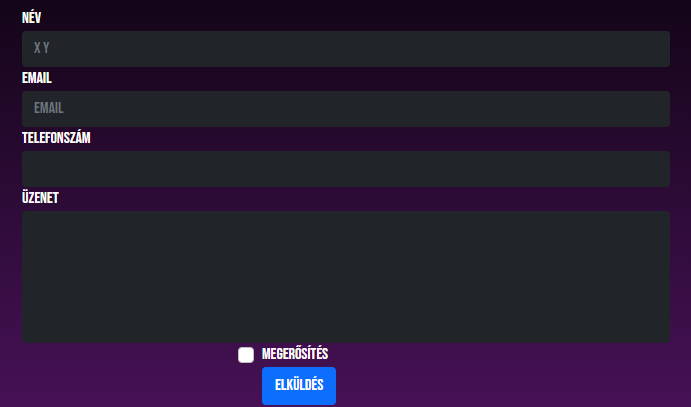 NÉV
X Y
EMAIL
EMAIL
TELEFONSZÁM
ÜZENET
MEGERŐSÍTÉS
ELKÜLDÉS